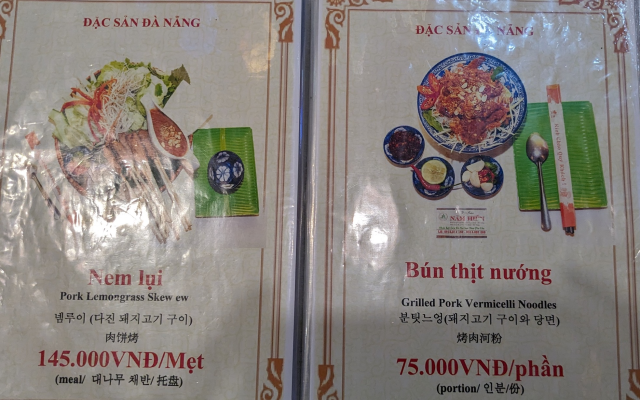 ĐẶC SẢN ĐÀ NẴNG
Nem lụi
Pork Lemongrass Skew ew
넴루이 (다진 돼지고기 구이)
肉饼烤
145.000VNĐ/Mẹt
(meal/ 대나무 채반/ 托盘)
ĐẶC SẢN ĐÀ NẴNG
NĂM HIỀN
Bún thịt nướng
Grilled Pork Vermicelli Noodles
분팃느엉(돼지고기 구이와 당면)
烤肉河粉
75.000VNĐ/phần
(portion/ 인분/份)